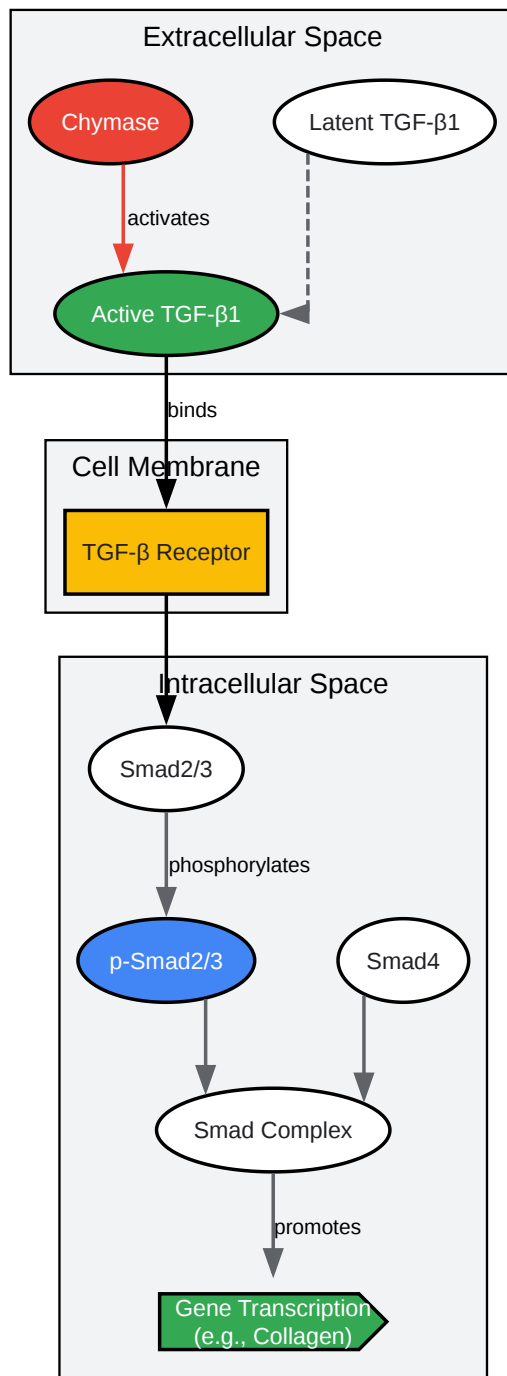 Extracellular Space
Chymase
Latent TGF-β1
activates
Active TGF-β1
binds
Cell Membrane
TGF-β Receptor
Intracellular Space
Smad2/3
phosphorylates
p-Smad2/3
Smad4
Smad Complex
promotes
Gene Transcription
(e.g., Collagen)